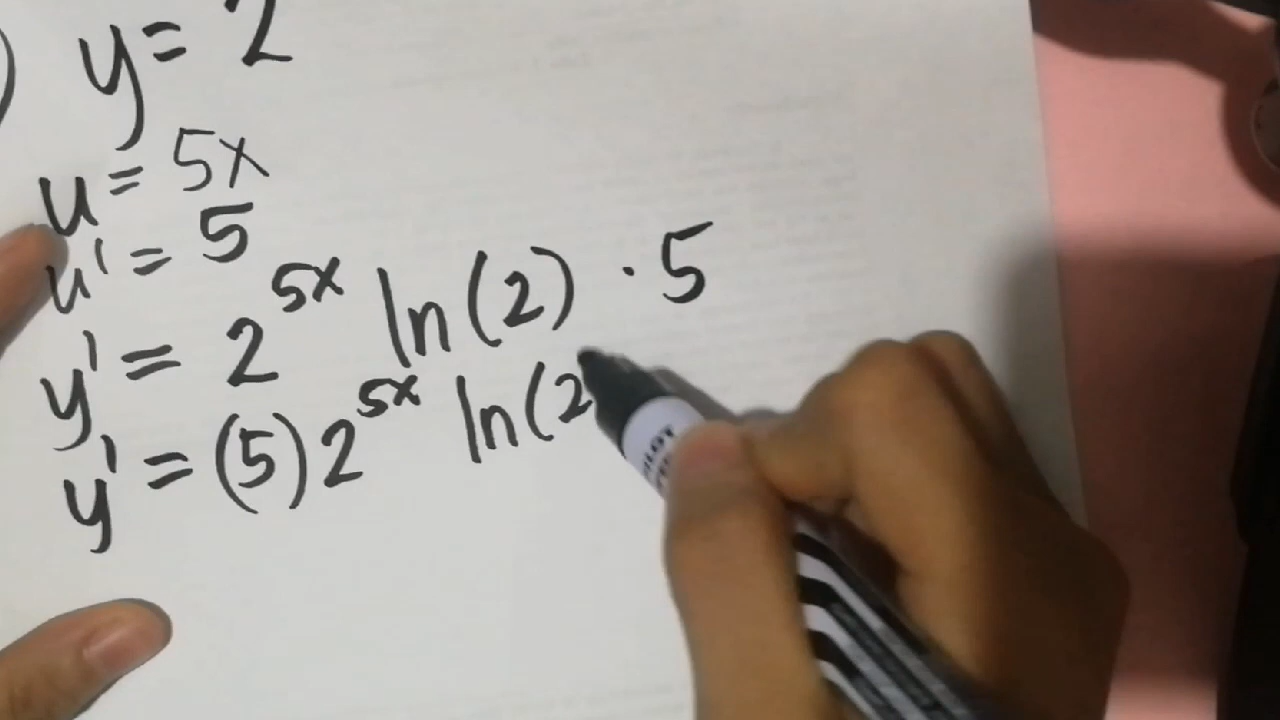 ) y = 2
u = 5x
u' = 5
y' = 2^5x ln(2) · 5
y' = (5)2^5x ln(2